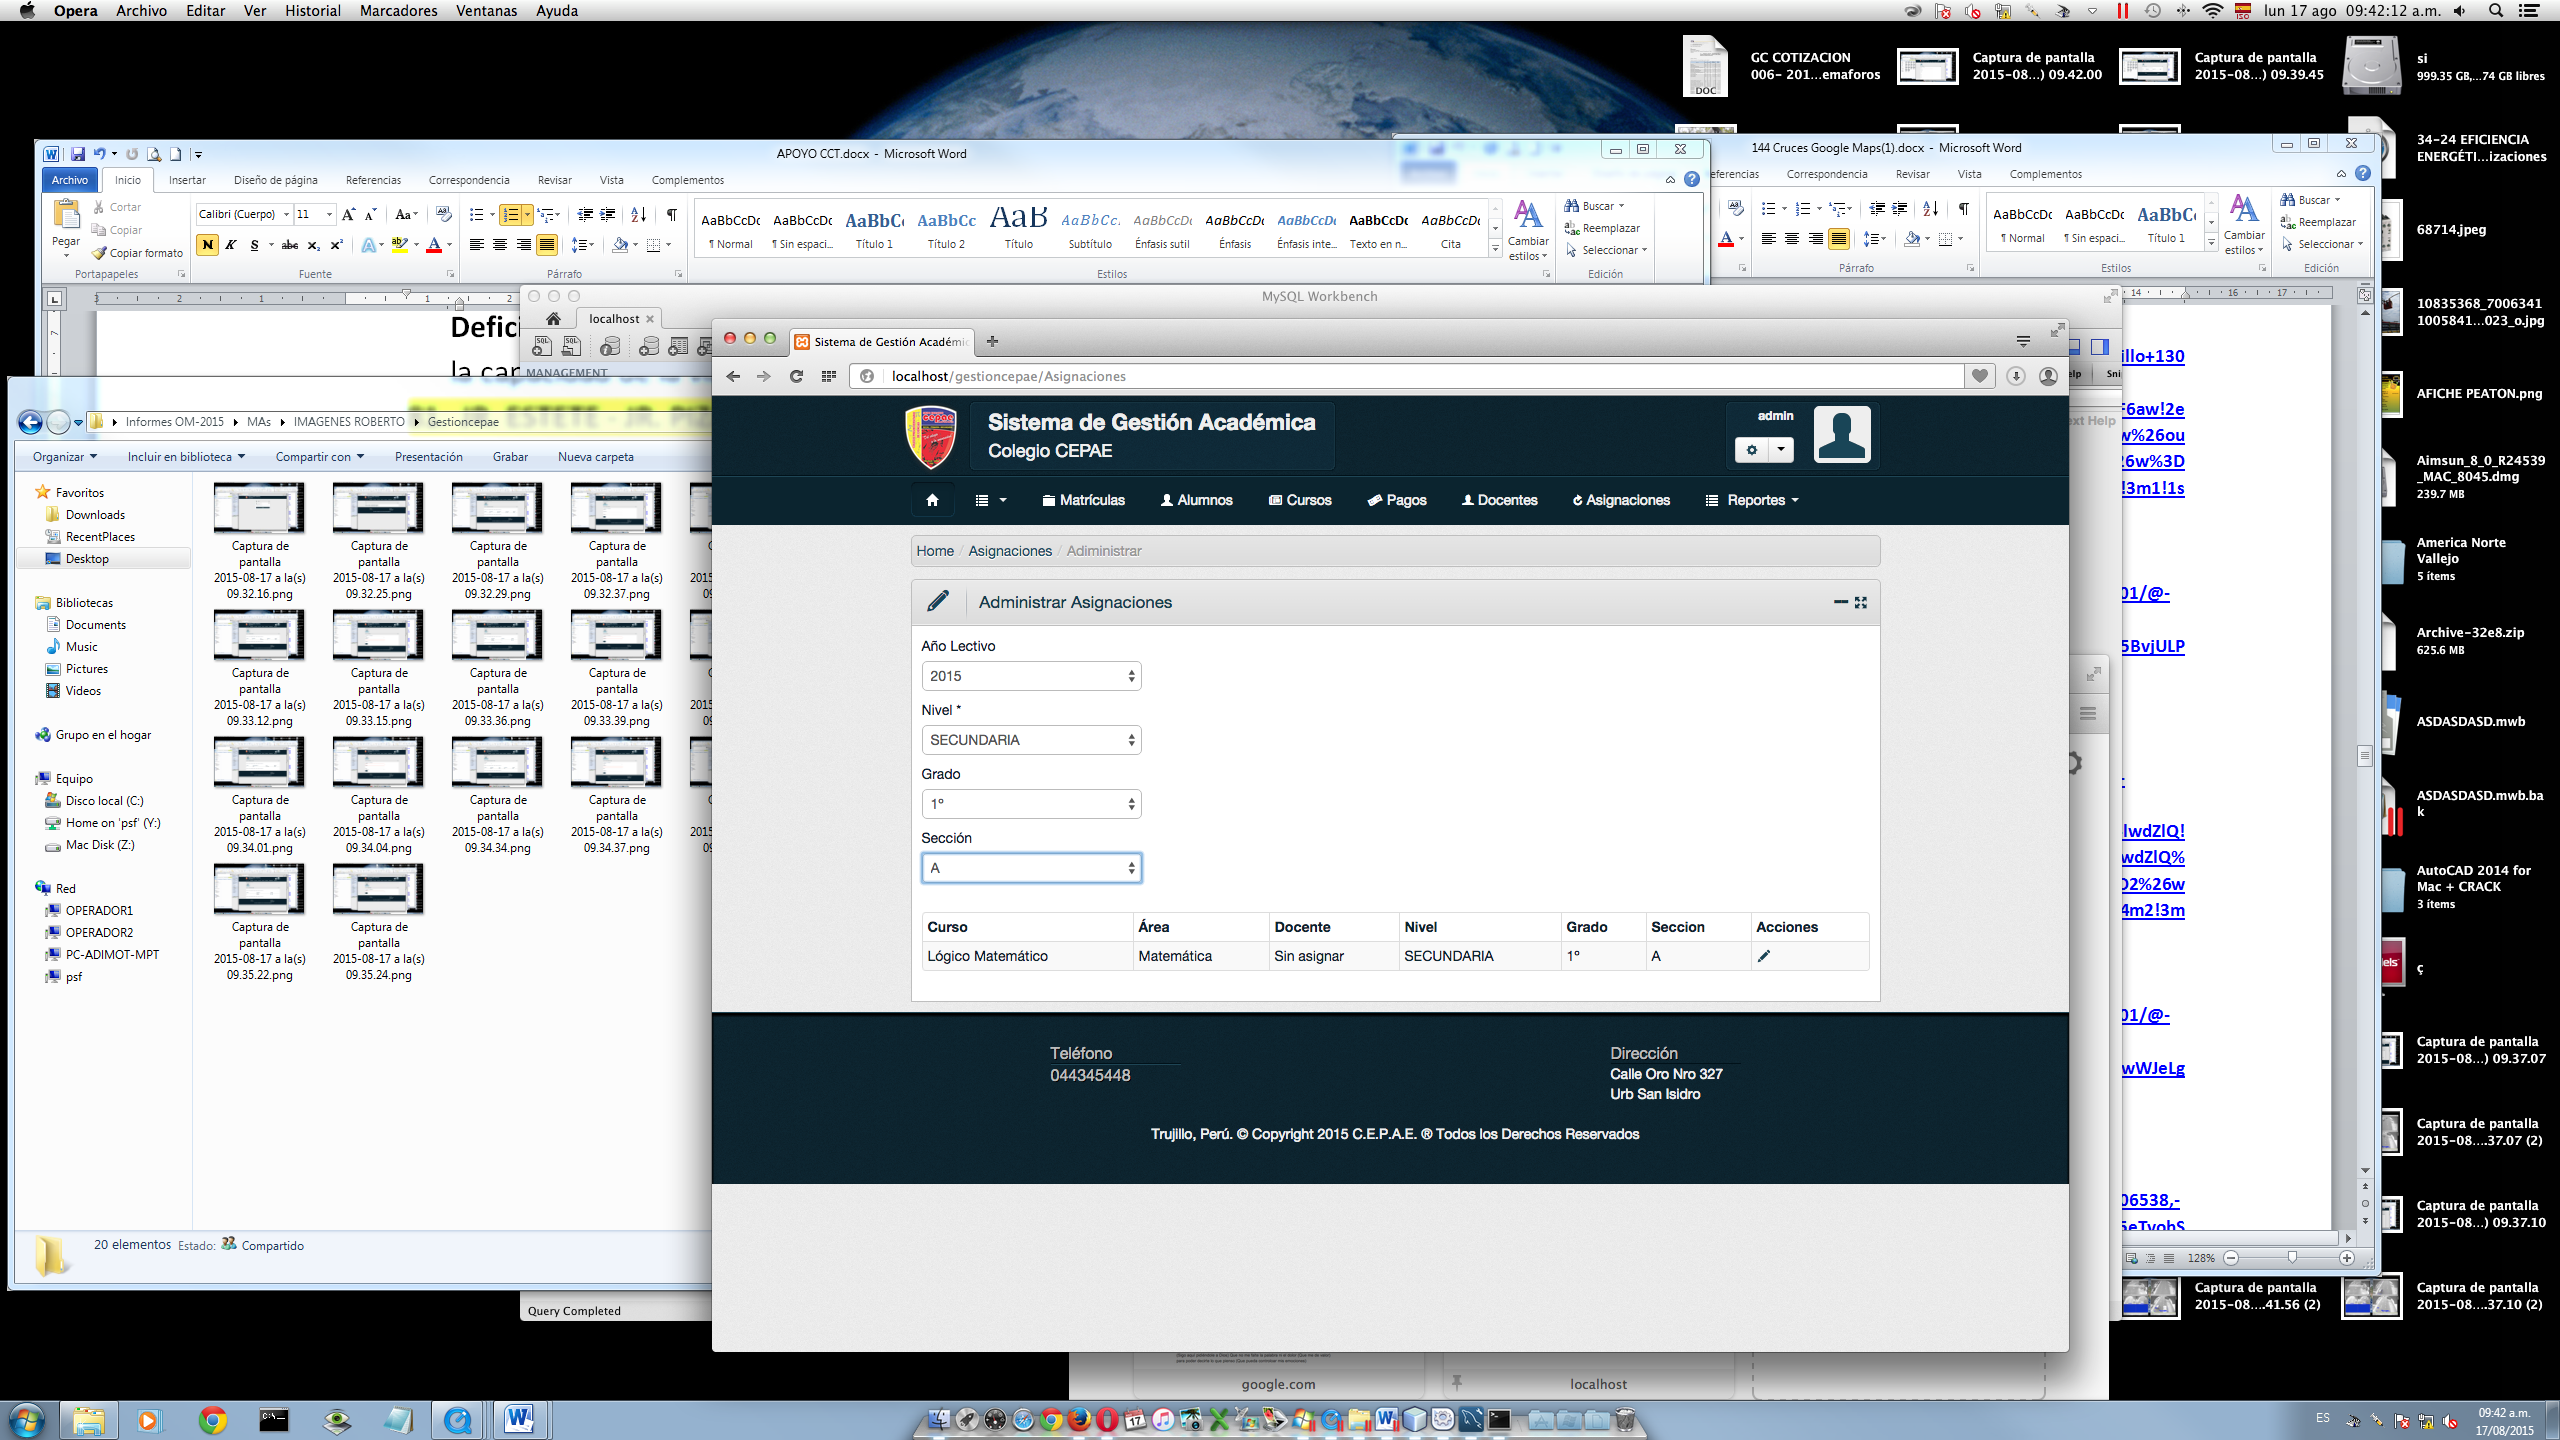 Opera Archivo Editar Ver Historial Marcadores Ventanas Ayuda
lun 17 ago 09:42:12 a.m.
GC COTIZACION
006- 201...emaforos
DOC
Captura de pantalla
2015-08...) 09.42.00
Captura de pantalla
2015-08...) 09.39.45
si
999.35 GB,...74 GB libres
34-24 EFICIENCIA
ENERGÉTI...izaciones
68714.jpeg
10835368_7006341
1005841...023_o.jpg
AFICHE PEATON.png
Aimsun_8_0_R24539
_MAC_8045.dmg
239.7 MB
America Norte
Vallejo
5 ítems
Archive-32e8.zip
625.6 MB
ASDASDASD.mwb
ASDASDASD.mwb.ba
k
AutoCAD 2014 for
Mac + CRACK
3 ítems
ç
Captura de pantalla
2015-08...) 09.37.07
Captura de pantalla
2015-08....37.07 (2)
Captura de pantalla
2015-08...) 09.37.10
Captura de pantalla
2015-08....41.56 (2)
Captura de pantalla
2015-08....37.10 (2)
APOYO CCT.docx - Microsoft Word
Archivo Inicio Insertar Diseño de página Referencias Correspondencia Revisar Vista Complementos
Pegar
Cortar
Copiar
Copiar formato
Portapapeles
Calibri (Cuerpo) 11
Fuente
Párrafo
AaBbCcDc AaBbCcDc AaBbCc AaBbCc AaB AaBbCc. AaBbCcDc AaBbCcDc AaBbCcDc AaBbCcDc AaBbCcDc
¶ Normal ¶ Sin espaci... Título 1 Título 2 Título Subtítulo Énfasis sutil Énfasis Énfasis inte... Texto en n... Cita
Estilos
Cambiar
estilos
Buscar
Reemplazar
Seleccionar
Edición
144 Cruces Google Maps(1).docx - Microsoft Word
Correspondencia Revisar Vista Complementos
AaBbCcDc AaBbCcDc AaBbC
¶ Normal ¶ Sin espaci... Título 1
Cambiar
estilos
Buscar
Reemplazar
Seleccionar
Párrafo
Estilos
Edición
illo+130
F6aw!2e
w%26ou
26w%3D
!3m1!1s
01/@-
5BvjULP
lwdZlQ!
wdZlQ%
D2%26w
4m2!3m
01/@-
wWJeLg
06538,-
128%
MySQL Workbench
localhost
MANAGEMENT
Query Completed
Informes OM-2015 MAs IMAGENES ROBERTO Gestioncepae
Organizar Incluir en biblioteca Compartir con Presentación Grabar Nueva carpeta
Favoritos
Downloads
RecentPlaces
Desktop
Bibliotecas
Documents
Music
Pictures
Videos
Grupo en el hogar
Equipo
Disco local (C:)
Home on 'psf' (Y:)
Mac Disk (Z:)
Red
OPERADOR1
OPERADOR2
PC-ADIMOT-MPT
psf
Captura de pantalla 2015-08-17 a la(s) 09.32.16.png
Captura de pantalla 2015-08-17 a la(s) 09.32.25.png
Captura de pantalla 2015-08-17 a la(s) 09.32.29.png
Captura de pantalla 2015-08-17 a la(s) 09.32.37.png
Captura de pantalla 2015-08-17 a la(s) 09.33.12.png
Captura de pantalla 2015-08-17 a la(s) 09.33.15.png
Captura de pantalla 2015-08-17 a la(s) 09.33.36.png
Captura de pantalla 2015-08-17 a la(s) 09.33.39.png
Captura de pantalla 2015-08-17 a la(s) 09.34.01.png
Captura de pantalla 2015-08-17 a la(s) 09.34.04.png
Captura de pantalla 2015-08-17 a la(s) 09.34.34.png
Captura de pantalla 2015-08-17 a la(s) 09.34.37.png
Captura de pantalla 2015-08-17 a la(s) 09.35.22.png
Captura de pantalla 2015-08-17 a la(s) 09.35.24.png
20 elementos Estado: Compartido
Sistema de Gestión Académic
localhost/gestioncepae/Asignaciones
Sistema de Gestión Académica
Colegio CEPAE
admin
Matrículas Alumnos Cursos Pagos Docentes Asignaciones Reportes
Home / Asignaciones / Adiministrar
Administrar Asignaciones
Año Lectivo
2015
Nivel *
SECUNDARIA
Grado
1º
Sección
A
Curso Área Docente Nivel Grado Seccion Acciones
Lógico Matemático Matemática Sin asignar SECUNDARIA 1º A
Teléfono
044345448
Dirección
Calle Oro Nro 327
Urb San Isidro
Trujillo, Perú. © Copyright 2015 C.E.P.A.E. ® Todos los Derechos Reservados
google.com
localhost
ES
09:42 a.m.
17/08/2015